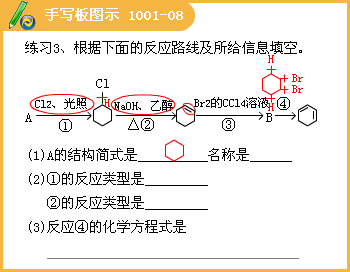 手写板图示 1001-08
练习3、根据下面的反应路线及所给信息填空。
H
Cl Br
H Br
Cl2、光照 NaOH、乙醇 Br2的CCl4溶液 H ④
A ① △② ③ B
(1)A的结构简式是 名称是
(2)①的反应类型是
②的反应类型是
(3)反应④的化学方程式是